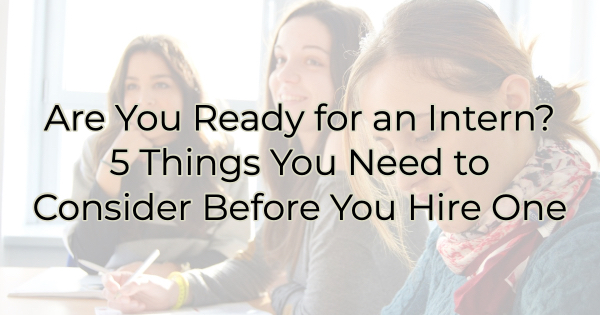 Are You Ready for an Intern?
5 Things You Need to
Consider Before You Hire One